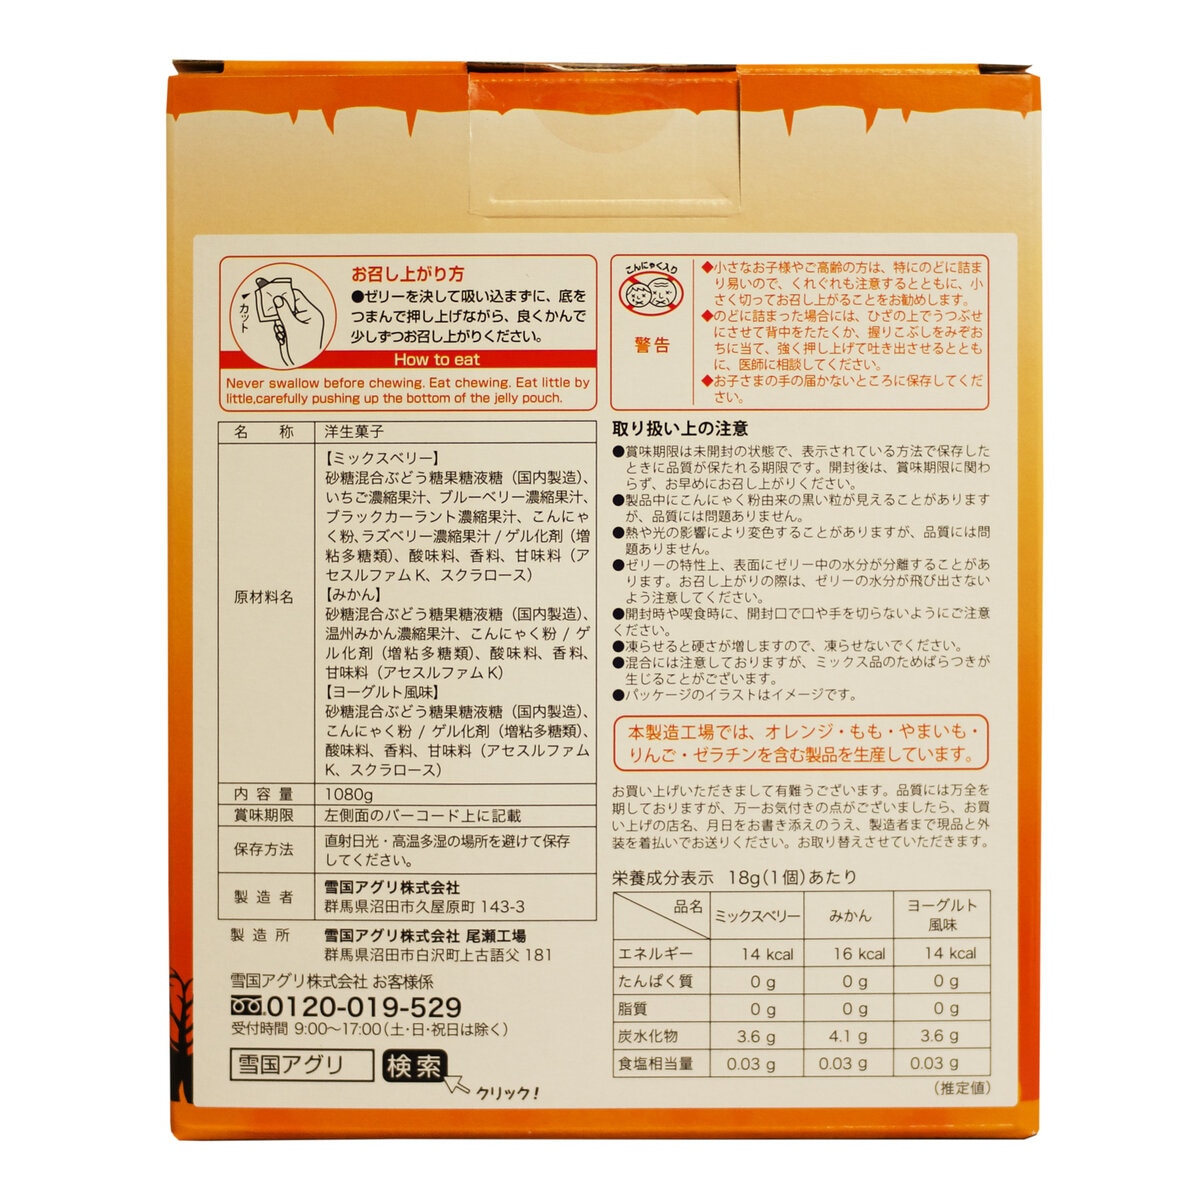 カット
お召し上がり方
●ゼリーを決して吸い込まずに、底を
つまんで押し上げながら、良くかんで
少しずつお召し上がりください。
How to eat
Never swallow before chewing. Eat chewing. Eat little by
little,carefully pushing up the bottom of the jelly pouch.
名 称 洋生菓子
原材料名
【ミックスベリー】
砂糖混合ぶどう糖果糖液糖（国内製造）、
いちご濃縮果汁、ブルーベリー濃縮果汁、
ブラックカーラント濃縮果汁、こんにゃ
く粉、ラズベリー濃縮果汁 / ゲル化剤（増
粘多糖類）、酸味料、香料、甘味料（ア
セスルファムK、スクラロース）
【みかん】
砂糖混合ぶどう糖果糖液糖（国内製造）、
温州みかん濃縮果汁、こんにゃく粉 / ゲ
ル化剤（増粘多糖類）、酸味料、香料、
甘味料（アセスルファムK）
【ヨーグルト風味】
砂糖混合ぶどう糖果糖液糖（国内製造）、
こんにゃく粉 / ゲル化剤（増粘多糖類）、
酸味料、香料、甘味料（アセスルファム
K、スクラロース）
内容量 1080g
賞味期限 左側面のバーコード上に記載
保存方法 直射日光・高温多湿の場所を避けて保存
してください。
製造者 雪国アグリ株式会社
群馬県沼田市久屋原町 143-3
製造所 雪国アグリ株式会社 尾瀬工場
群馬県沼田市白沢町上古語父 181
雪国アグリ株式会社 お客様係
0120-019-529
受付時間 9:00〜17:00（土・日・祝日は除く）
雪国アグリ 検索
クリック！
こんにゃく入り
警告
◆小さなお子様やご高齢の方は、特にのどに詰ま
り易いので、くれぐれも注意するとともに、小
さく切ってお召し上がることをお勧めします。
◆のどに詰まった場合には、ひざの上でうつぶせ
にさせて背中をたたくか、握りこぶしをみぞお
ちに当て、強く押し上げて吐き出させるととも
に、医師に相談してください。
◆お子さまの手の届かないところに保存してくだ
さい。
取り扱い上の注意
●賞味期限は未開封の状態で、表示されている方法で保存した
ときに品質が保たれる期限です。開封後は、賞味期限に関わ
らず、お早めにお召し上がりください。
●製品中にこんにゃく粉由来の黒い粒が見えることがあります
が、品質には問題ありません。
●熱や光の影響により変色することがありますが、品質には問
題ありません。
●ゼリーの特性上、表面にゼリー中の水分が分離することがあ
ります。お召し上がりの際は、ゼリーの水分が飛び出さない
よう注意してください。
●開封時や喫食時に、開封口で口や手を切らないようにご注意
ください。
●凍らせると硬さが増しますので、凍らせないでください。
●混合には注意しておりますが、ミックス品のためばらつきが
生じることがございます。
●パッケージのイラストはイメージです。
本製造工場では、オレンジ・もも・やまいも・
りんご・ゼラチンを含む製品を生産しています。
お買い上げいただきまして有難うございます。品質には万全を
期しておりますが、万一お気付きの点がございましたら、お買
い上げの店名、月日をお書き添えのうえ、製造者まで現品と外
装を着払いでお送りください。お取り替えさせていただきます。
栄養成分表示 18g(1個)あたり
品名 ミックスベリー みかん ヨーグルト
風味
エネルギー 14 kcal 16 kcal 14 kcal
たんぱく質 0 g 0 g 0 g
脂質 0 g 0 g 0 g
炭水化物 3.6 g 4.1 g 3.6 g
食塩相当量 0.03 g 0.03 g 0.03 g
（推定値）